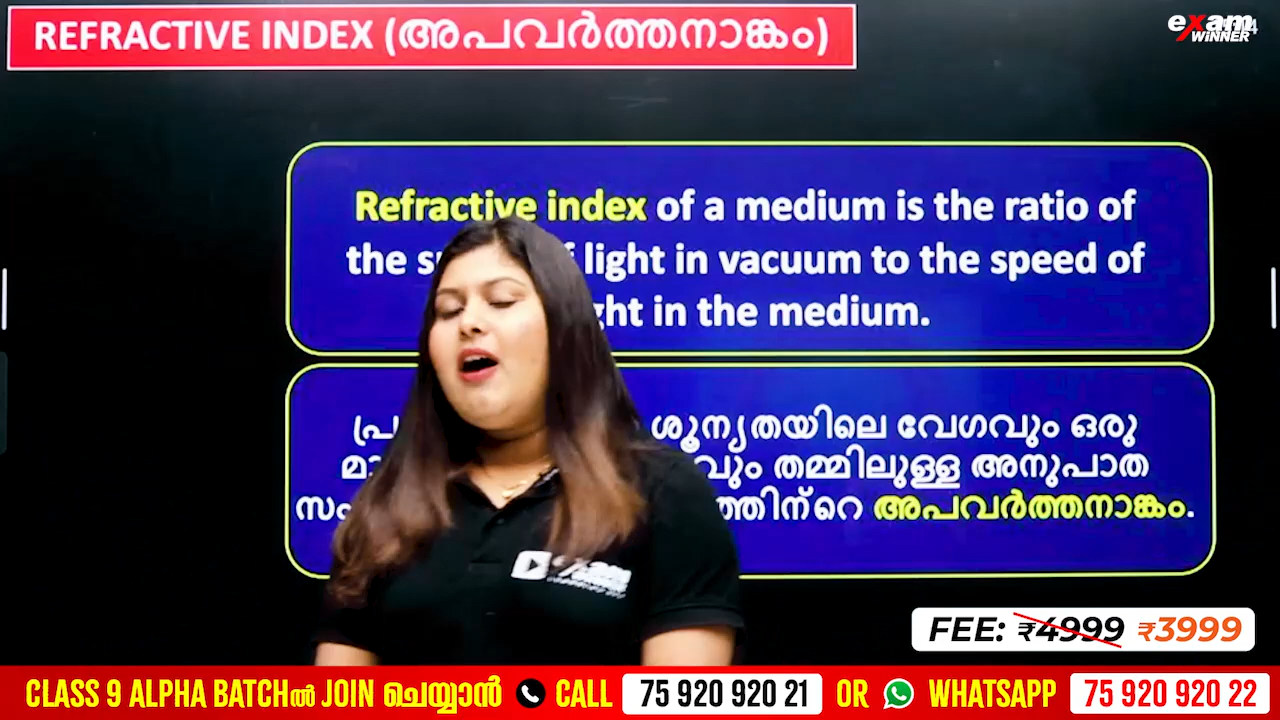 REFRACTIVE INDEX (അപവർത്തനാങ്കം)
exam
WINNER
Refractive index of a medium is the ratio of
the of light in vacuum to the speed of
light in the medium.
ശൂന്യതയിലെ വേഗവും ഒരു
തമ്മിലുള്ള അനുപാത
അപവർത്തനാങ്കം.
FEE: ₹4999 ₹3999
CLASS 9 ALPHA BATCHൽ JOIN ചെയ്യാൻ CALL 75 920 920 21 OR WHATSAPP 75 920 920 22